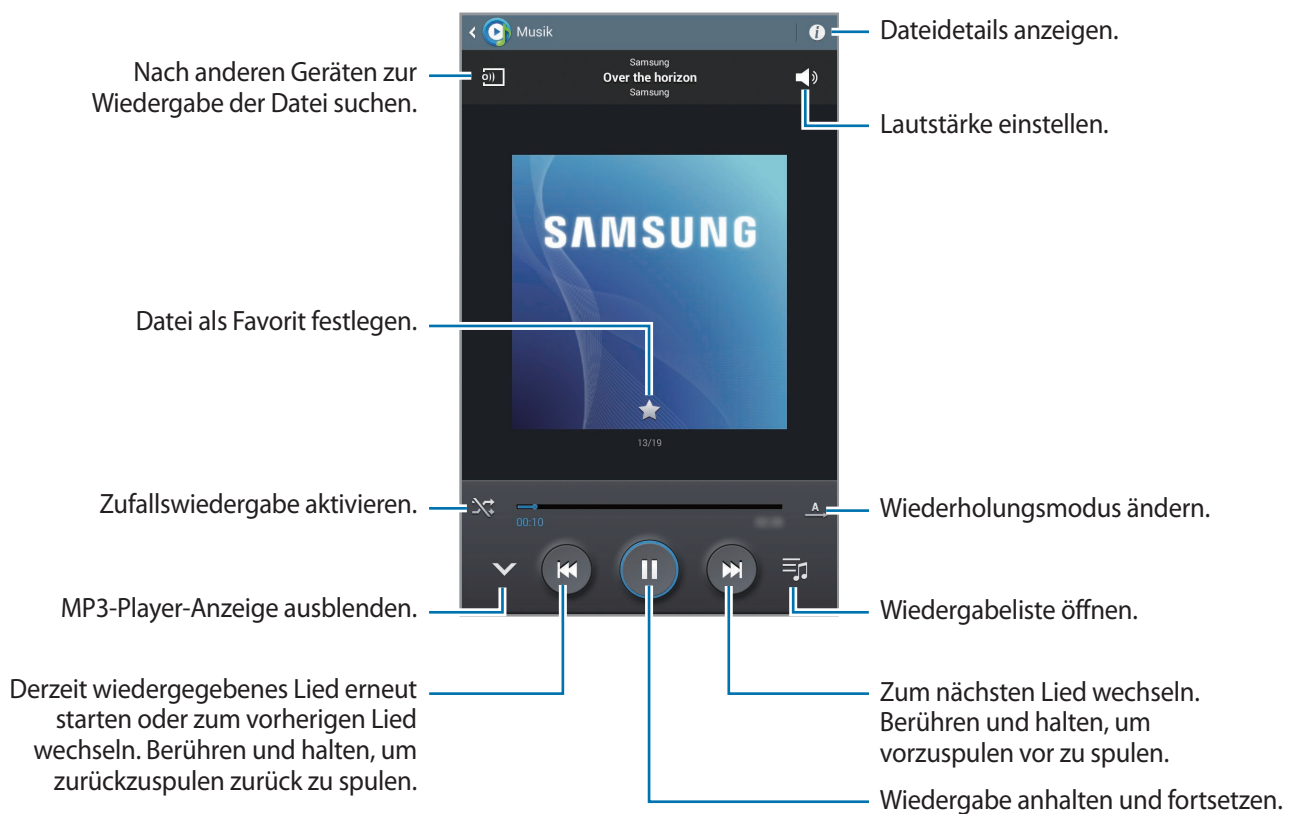 Musik
Dateidetails anzeigen.
Nach anderen Geräten zur
Wiedergabe der Datei suchen.
Samsung
Over the horizon
Samsung
Lautstärke einstellen.
SAMSUNG
Datei als Favorit festlegen.
13/19
Zufallswiedergabe aktivieren.
A
Wiederholungsmodus ändern.
00:10
MP3-Player-Anzeige ausblenden.
Wiedergabeliste öffnen.
Derzeit wiedergegebenes Lied erneut
starten oder zum vorherigen Lied
wechseln. Berühren und halten, um
zurückzuspulen zurück zu spulen.
Zum nächsten Lied wechseln.
Berühren und halten, um
vorzuspulen vor zu spulen.
Wiedergabe anhalten und fortsetzen.